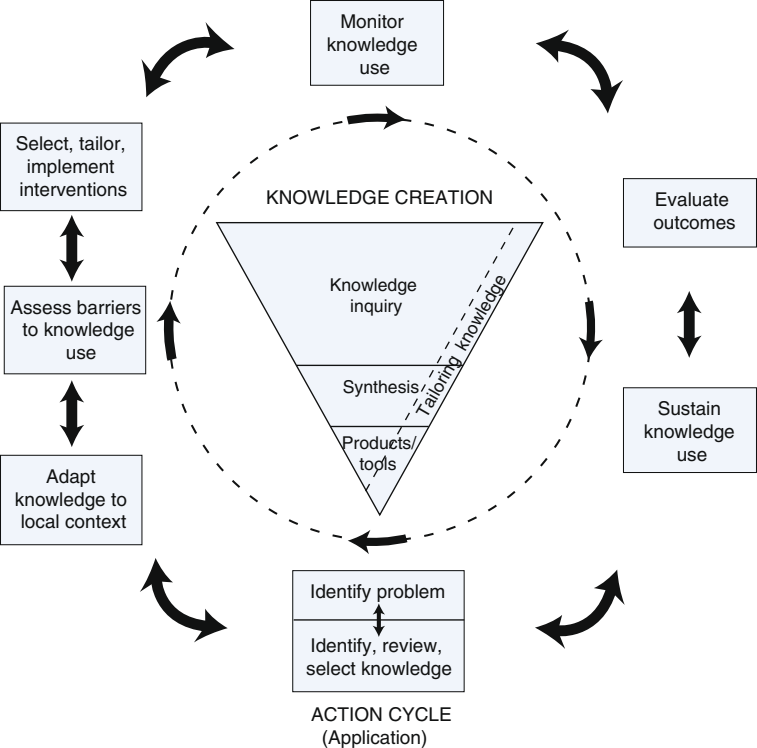 Monitor
knowledge
use
Select, tailor,
implement
interventions
Evaluate
outcomes
KNOWLEDGE CREATION
Knowledge
inquiry
Tailoring knowledge
Synthesis
Products/
tools
Assess barriers
to knowledge
use
Sustain
knowledge
use
Adapt
knowledge to
local context
Identify problem
Identify, review,
select knowledge
ACTION CYCLE
(Application)